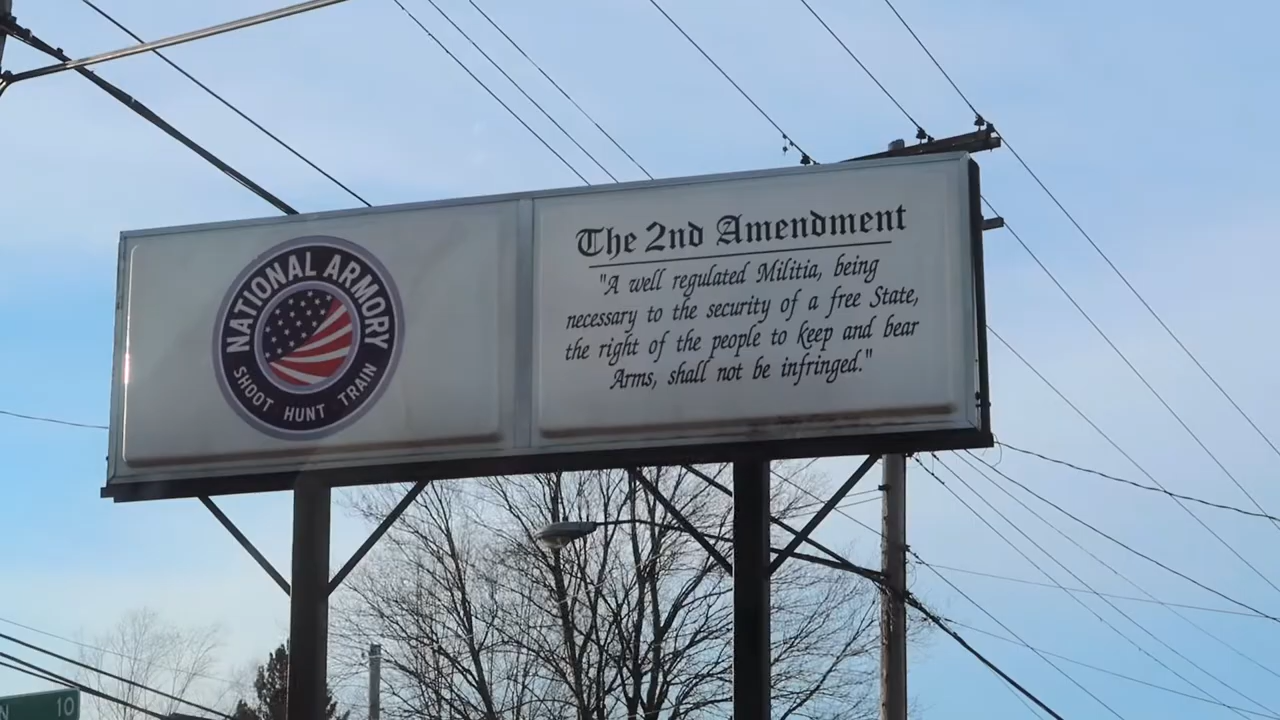 NATIONAL ARMORY
SHOOT HUNT TRAIN
The 2nd Amendment
"A well regulated Militia, being
necessary to the security of a free State,
the right of the people to keep and bear
Arms, shall not be infringed."
N 10